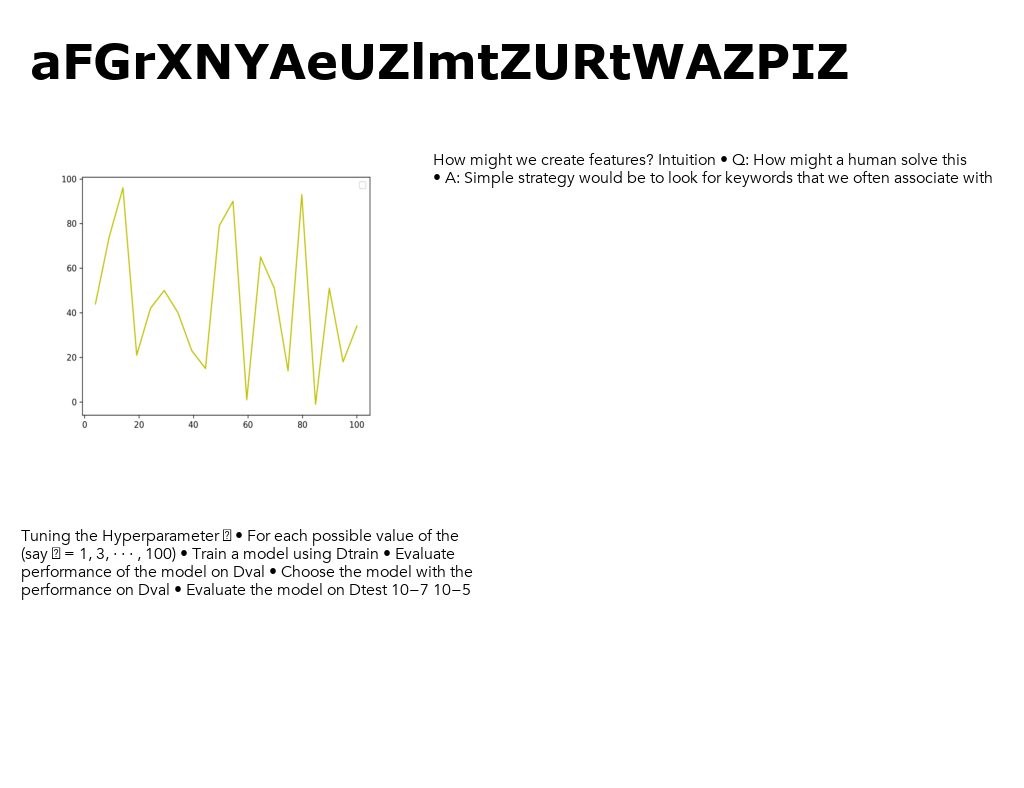 aFGrXNYAeUZlmtZURtWAZPIZ
How might we create features? Intuition • Q: How might a human solve this
• A: Simple strategy would be to look for keywords that we often associate with
100
80
60
40
20
0
0 20 40 60 80 100
Tuning the Hyperparameter • For each possible value of the
(say = 1, 3, · · · , 100) • Train a model using Dtrain • Evaluate
performance of the model on Dval • Choose the model with the
performance on Dval • Evaluate the model on Dtest 10−7 10−5